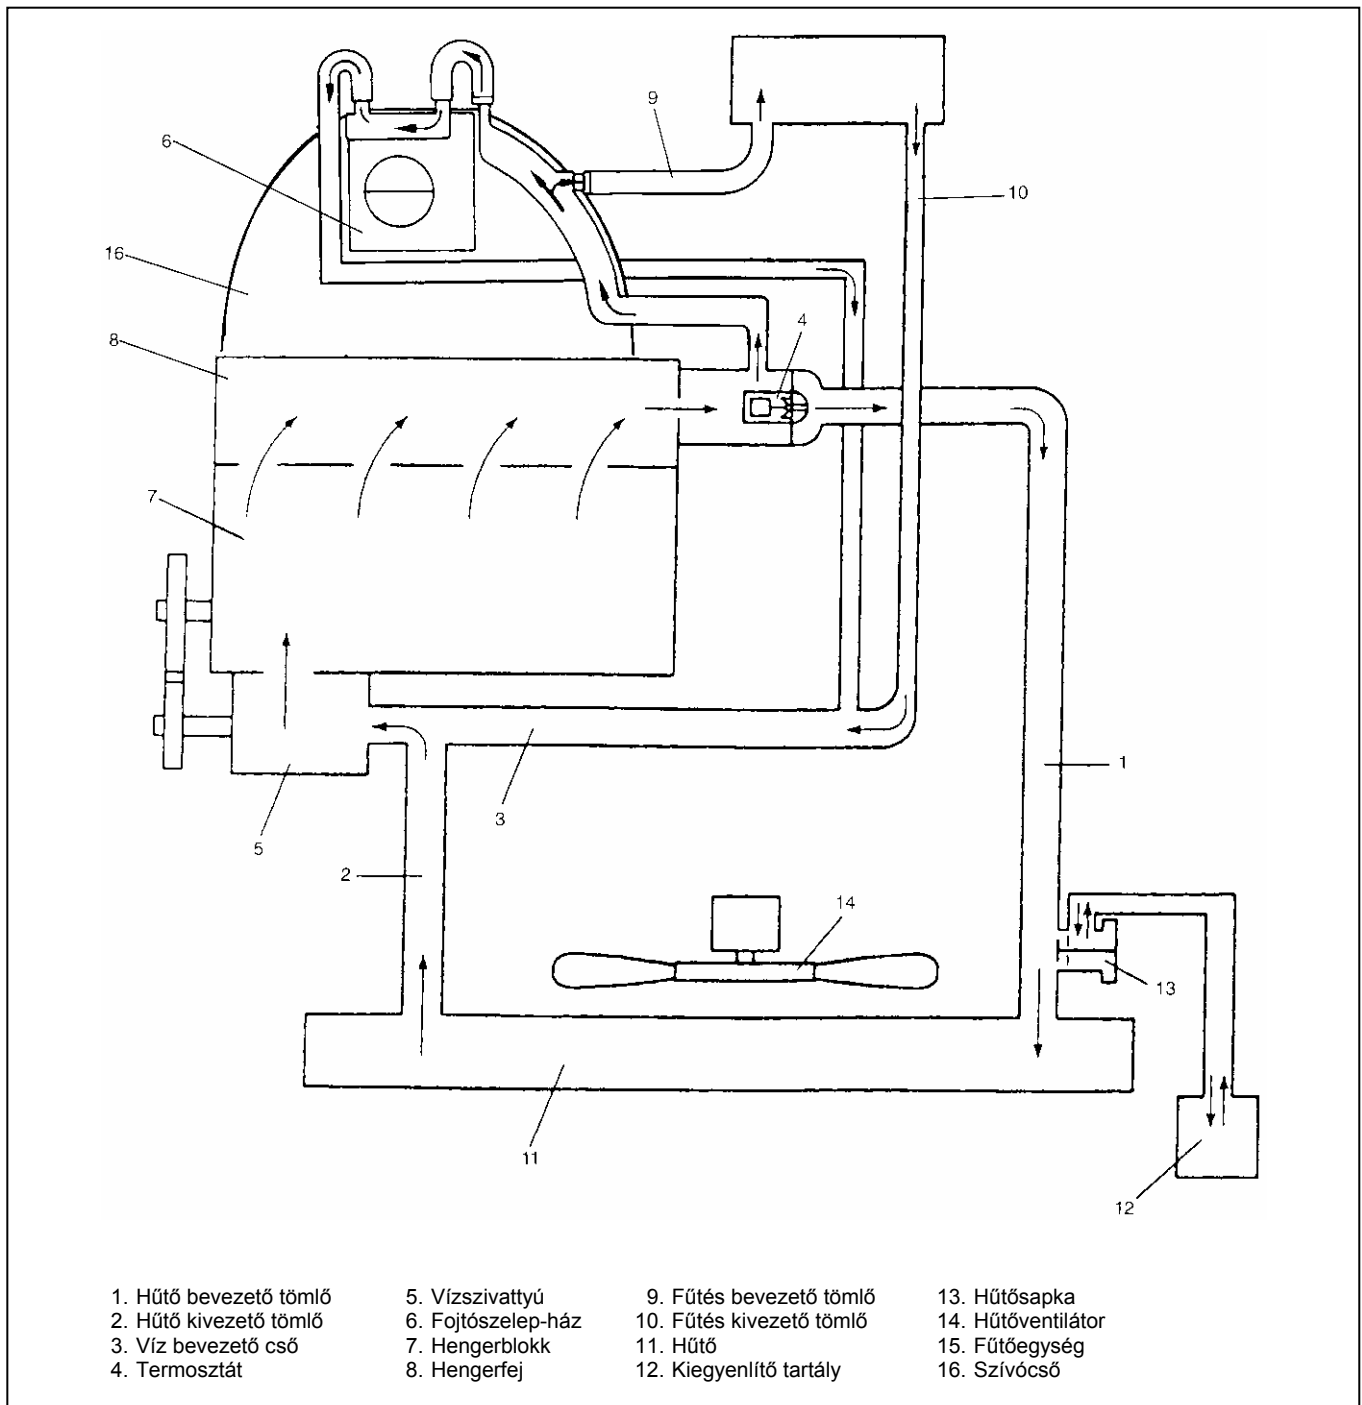 9
6
10
16
4
8
7
1
3
5
2
14
13
11
12
1. Hűtő bevezető tömlő
2. Hűtő kivezető tömlő
3. Víz bevezető cső
4. Termosztát
5. Vízszivattyú
6. Fojtószelep-ház
7. Hengerblokk
8. Hengerfej
9. Fűtés bevezető tömlő
10. Fűtés kivezető tömlő
11. Hűtő
12. Kiegyenlítő tartály
13. Hűtősapka
14. Hűtőventilátor
15. Fűtőegység
16. Szívócső